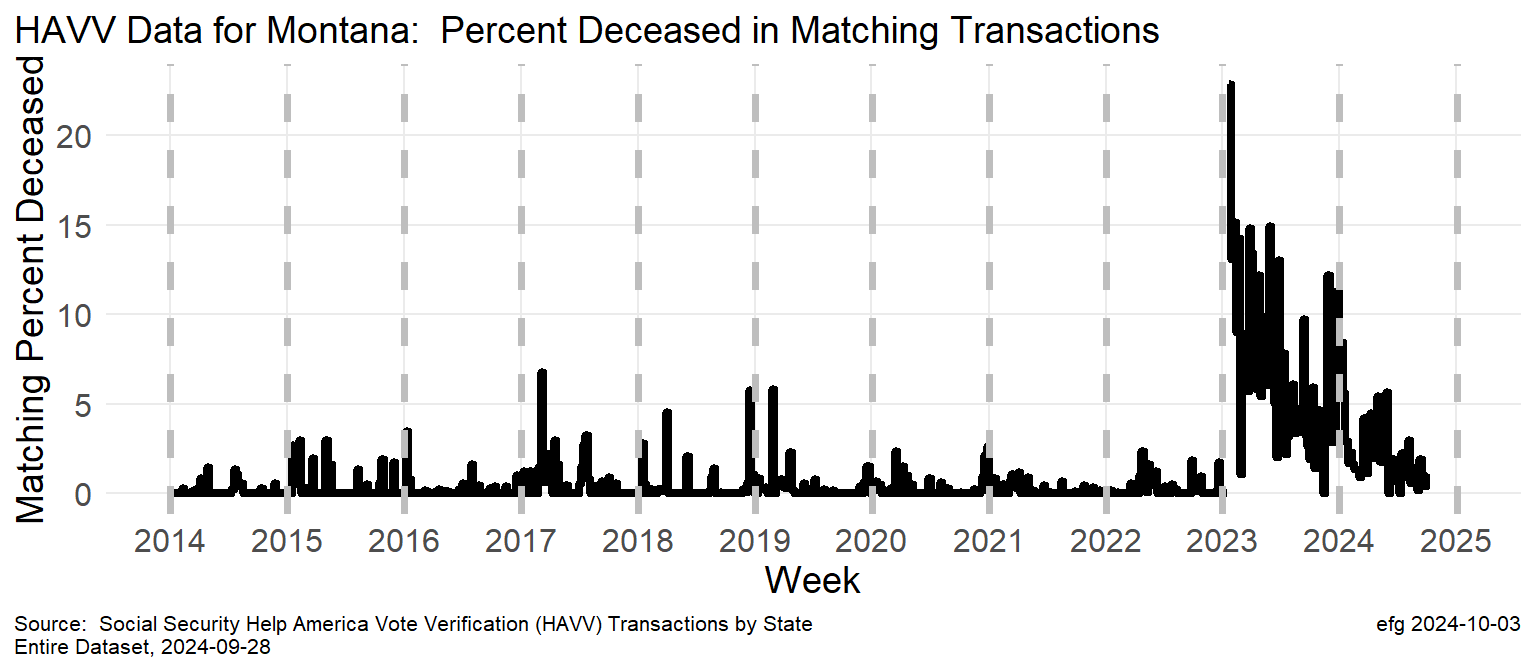 HAVV Data for Montana:  Percent Deceased in Matching Transactions
Matching Percent Deceased
20
15
10
5
0
2014 2015 2016 2017 2018 2019 2020 2021 2022 2023 2024 2025
Week
Source:  Social Security Help America Vote Verification (HAVV) Transactions by State
Entire Dataset, 2024-09-28
efg 2024-10-03